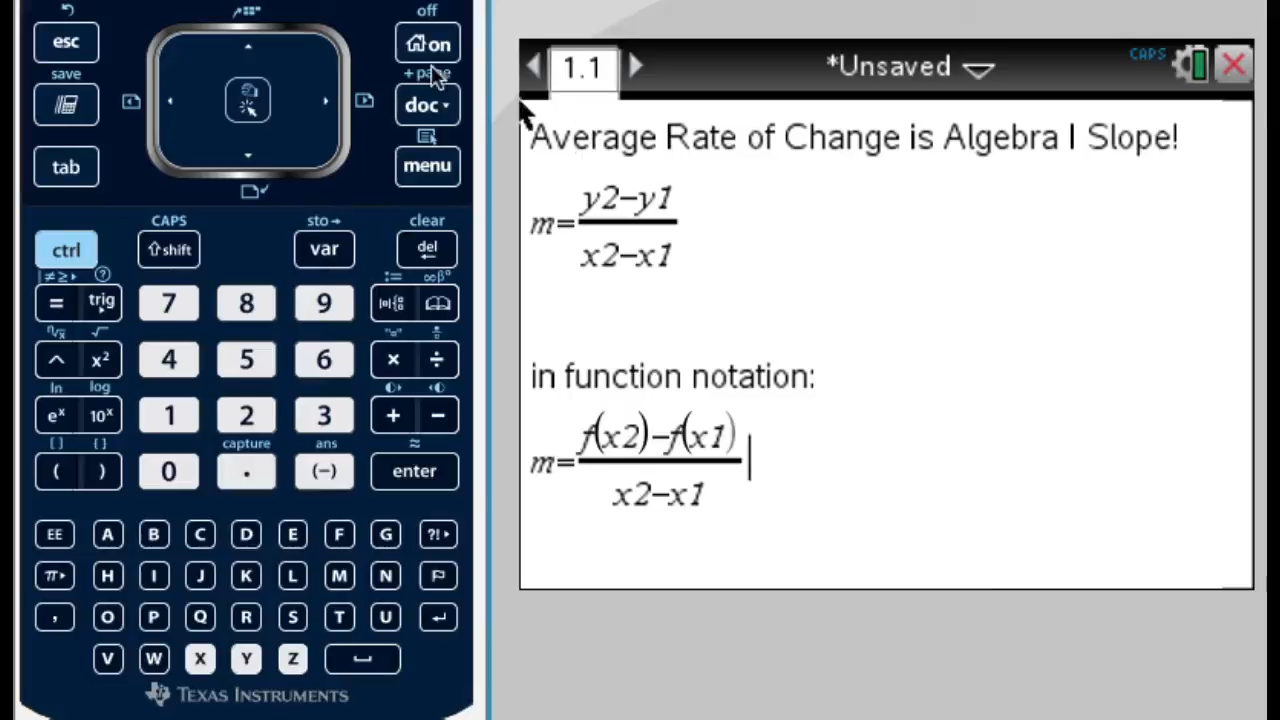 off
esc
on
save
+ page
doc
tab
menu
CAPS
sto→
clear
ctrl
shift
var
del
=
trig
7
8
9
:=
∞β°
|≠≥▸
?
ⁿ√x
√
"≈"
^
x²
4
5
6
×
÷
ln
log
eˣ
10ˣ
1
2
3
+
−
[ ]
{ }
capture
ans
≈
(
)
0
.
(−)
enter
EE
A
B
C
D
E
F
G
?!▸
π▸
H
I
J
K
L
M
N
,
O
P
Q
R
S
T
U
V
W
X
Y
Z
TEXAS INSTRUMENTS
1.1
*Unsaved
CAPS
Average Rate of Change is Algebra I Slope!
m=(y2−y1)/(x2−x1)
in function notation:
m=(f(x2)−f(x1))/(x2−x1)